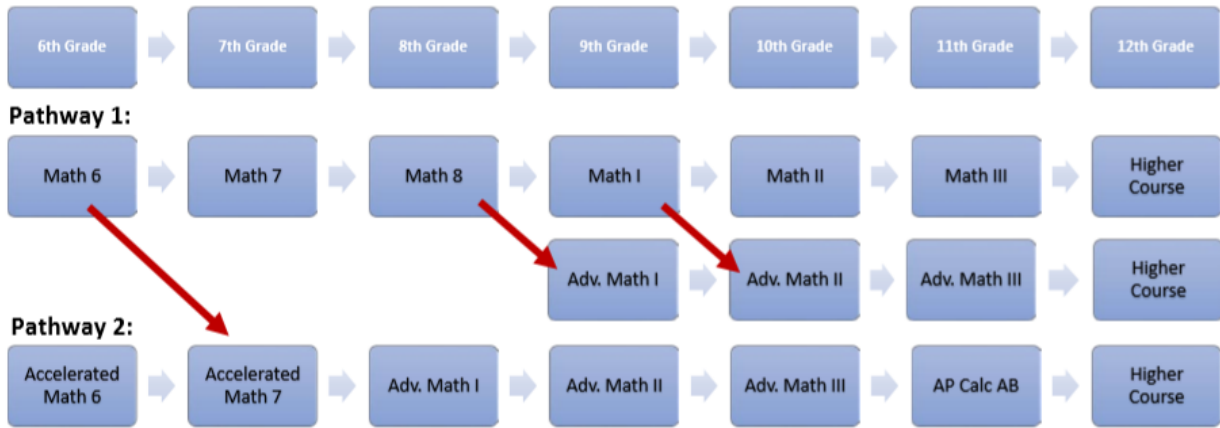 6th Grade
7th Grade
8th Grade
9th Grade
10th Grade
11th Grade
12th Grade
Pathway 1:
Math 6
Math 7
Math 8
Math I
Math II
Math III
Higher
Course
Adv. Math I
Adv. Math II
Adv. Math III
Higher
Course
Pathway 2:
Accelerated
Math 6
Accelerated
Math 7
Adv. Math I
Adv. Math II
Adv. Math III
AP Calc AB
Higher
Course